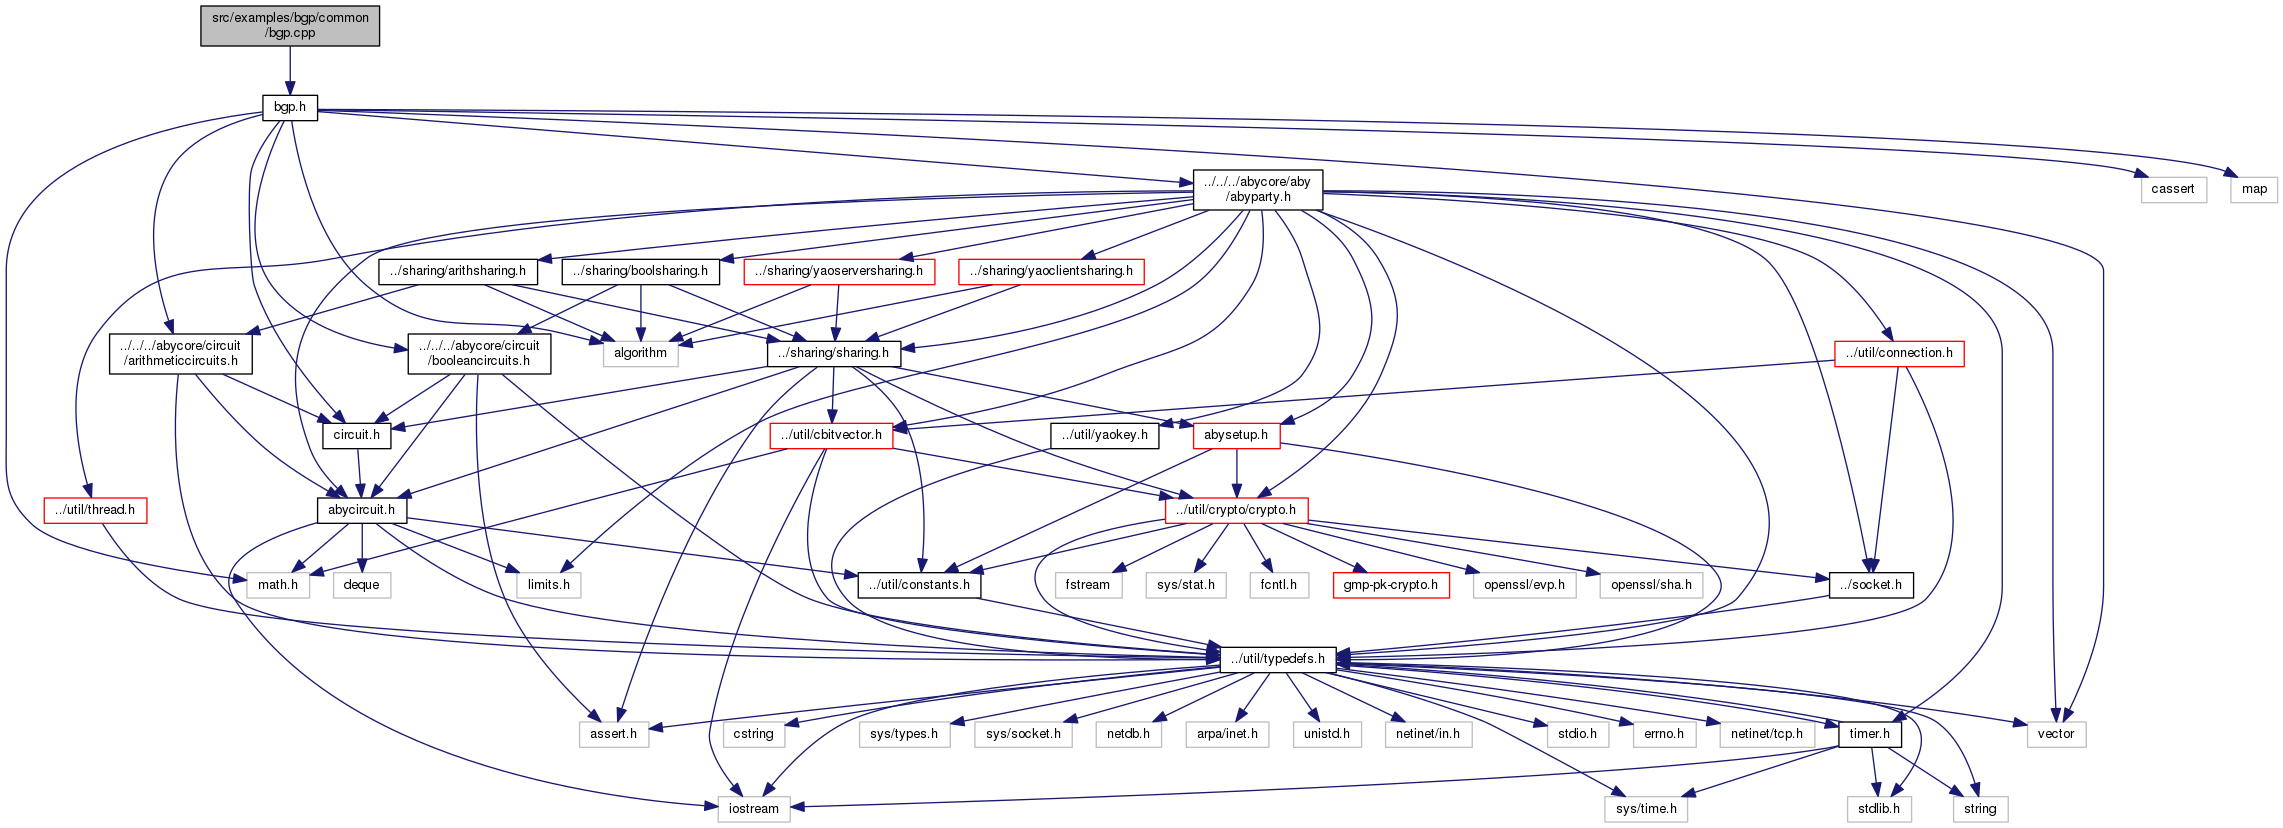 src/examples/bgp/common
/bgp.cpp
bgp.h
../../../abycore/aby
/abyparty.h
cassert
map
../sharing/arithsharing.h
../sharing/boolsharing.h
../sharing/yaoserversharing.h
../sharing/yaoclientsharing.h
../../../abycore/circuit
/arithmeticcircuits.h
../../../abycore/circuit
/booleancircuits.h
algorithm
../sharing/sharing.h
../util/connection.h
circuit.h
../util/cbitvector.h
../util/yaokey.h
abysetup.h
../util/thread.h
abycircuit.h
../util/crypto/crypto.h
math.h
deque
limits.h
../util/constants.h
fstream
sys/stat.h
fcntl.h
gmp-pk-crypto.h
openssl/evp.h
openssl/sha.h
../socket.h
../util/typedefs.h
assert.h
cstring
sys/types.h
sys/socket.h
netdb.h
arpa/inet.h
unistd.h
netinet/in.h
stdio.h
errno.h
netinet/tcp.h
timer.h
vector
iostream
sys/time.h
stdlib.h
string